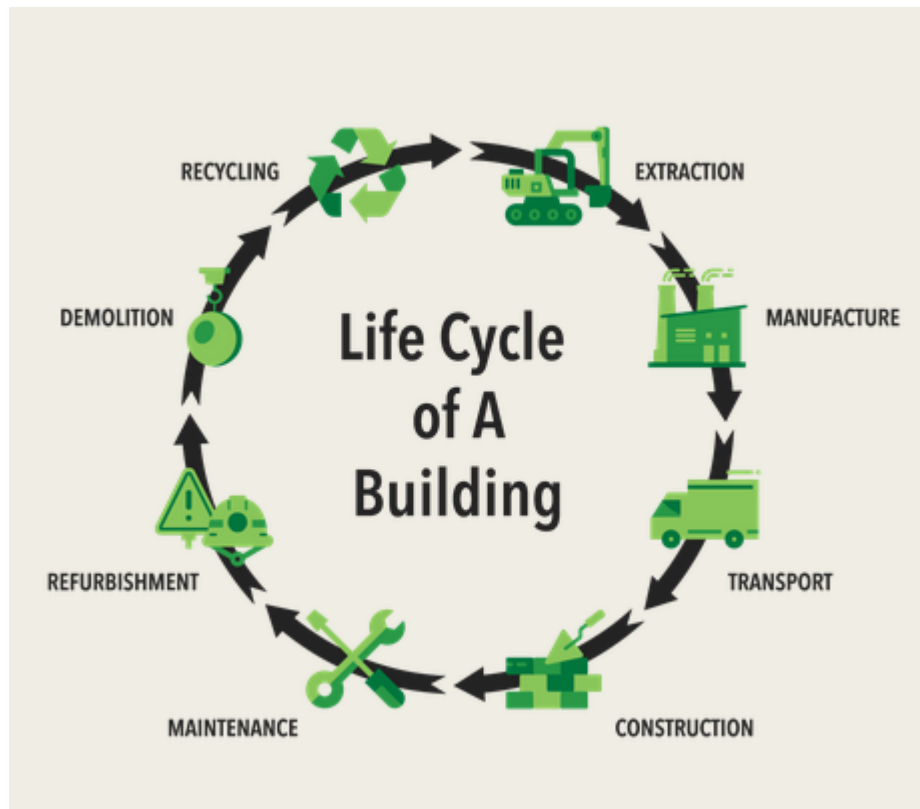 RECYCLING
EXTRACTION
DEMOLITION
MANUFACTURE
Life Cycle
of A
Building
REFURBISHMENT
TRANSPORT
MAINTENANCE
CONSTRUCTION